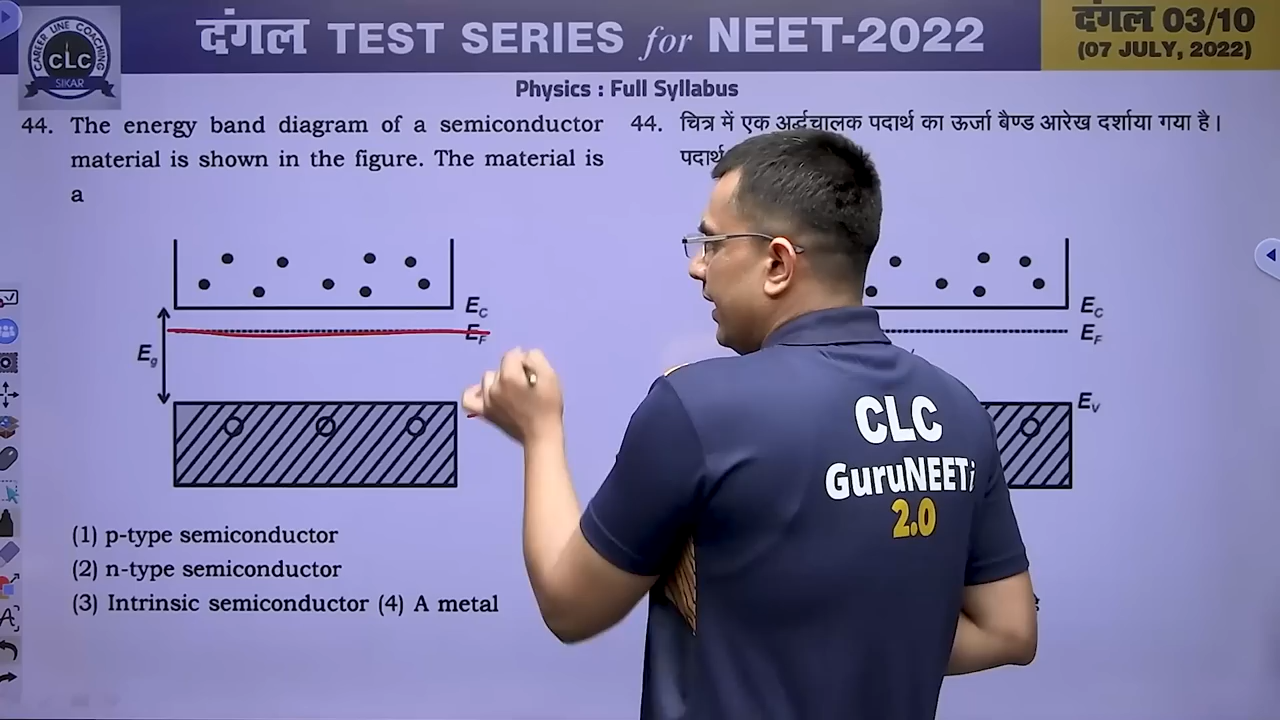 दंगल TEST SERIES for NEET-2022
दंगल 03/10
(07 JULY, 2022)
CAREER LINE COACHING
CLC
SIKAR
Physics : Full Syllabus
44. The energy band diagram of a semiconductor
material is shown in the figure. The material is
a
44. चित्र में एक अर्द्धचालक पदार्थ का ऊर्जा बैण्ड आरेख दर्शाया गया है।
पदार्थ
E_C
E_F
E_g
E_C
E_F
E_V
(1) p-type semiconductor
(2) n-type semiconductor
(3) Intrinsic semiconductor (4) A metal
CLC
GuruNEETi
2.0